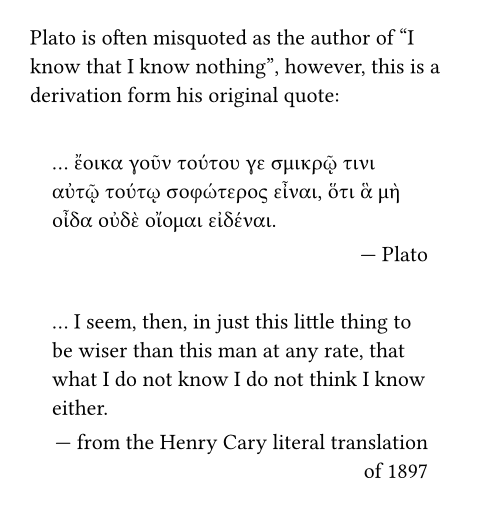 Plato is often misquoted as the author of “I
know that I know nothing”, however, this is a
derivation form his original quote:
… ἔοικα γοῦν τούτου γε σμικρῷ τινι
αὐτῷ τούτῳ σοφώτερος εἶναι, ὅτι ἃ μὴ
οἶδα οὐδὲ οἴομαι εἰδέναι.
— Plato
… I seem, then, in just this little thing to
be wiser than this man at any rate, that
what I do not know I do not think I know
either.
— from the Henry Cary literal translation
of 1897